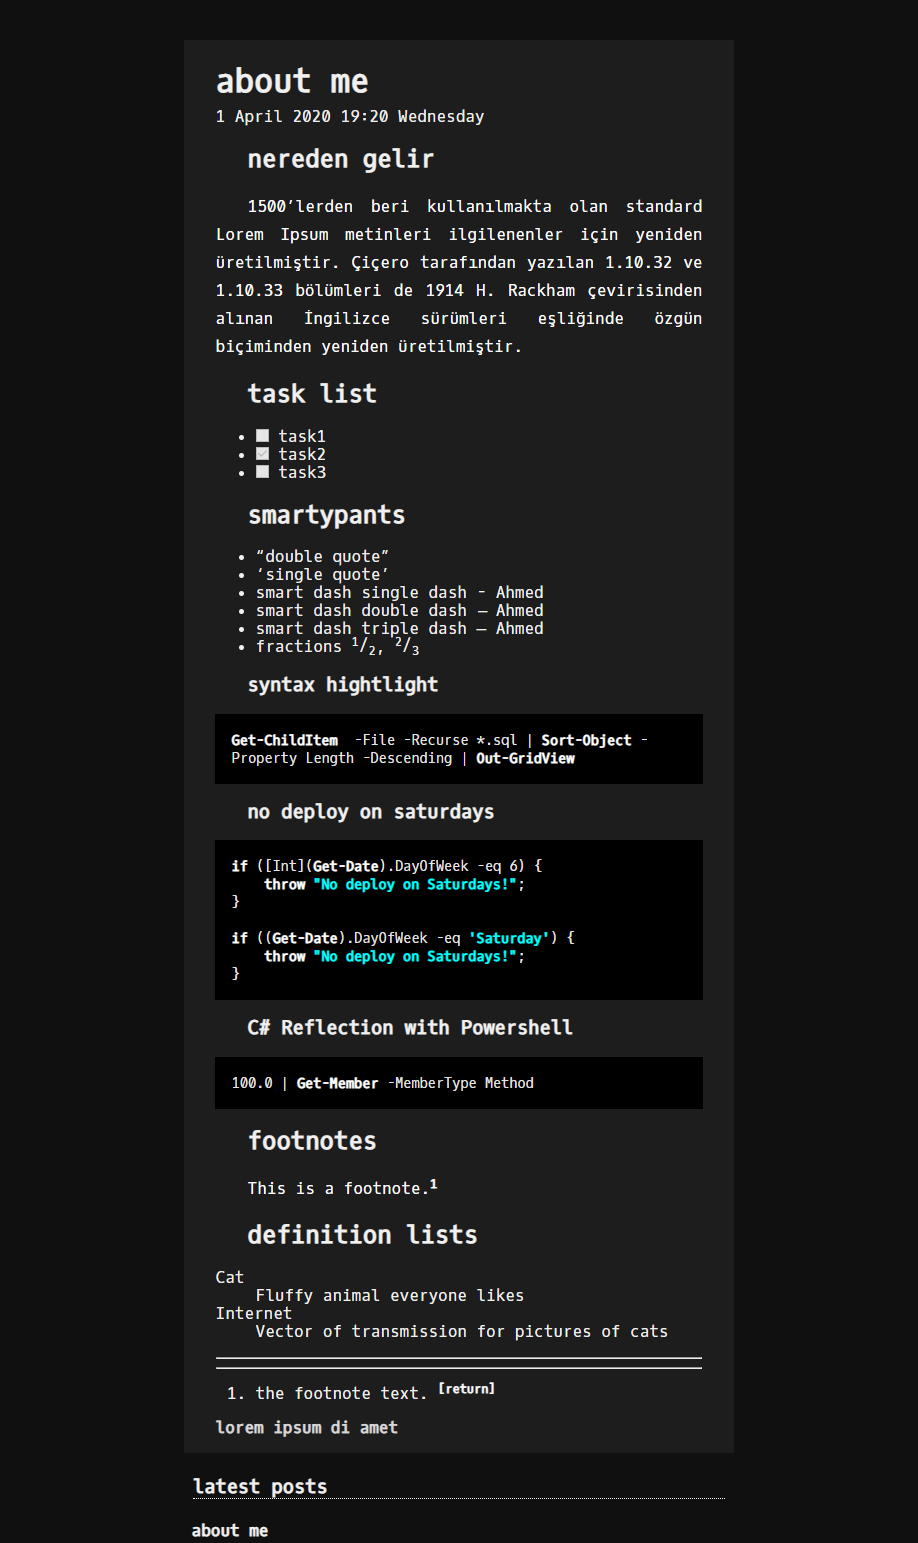 about me
1 April 2020 19:20 Wednesday
nereden gelir
1500’lerden beri kullanılmakta olan standard
Lorem Ipsum metinleri ilgilenenler için yeniden
üretilmiştir. Çiçero tarafından yazılan 1.10.32 ve
1.10.33 bölümleri de 1914 H. Rackham çevirisinden
alınan İngilizce sürümleri eşliğinde özgün
biçiminden yeniden üretilmiştir.
task list
• task1
• task2
• task3
smartypants
• “double quote”
• ‘single quote’
• smart dash single dash - Ahmed
• smart dash double dash – Ahmed
• smart dash triple dash — Ahmed
• fractions 1/2, 2/3
syntax hightlight
Get-ChildItem  -File -Recurse *.sql | Sort-Object -
Property Length -Descending | Out-GridView
no deploy on saturdays
if ([Int](Get-Date).DayOfWeek -eq 6) {
    throw "No deploy on Saturdays!";
}
if ((Get-Date).DayOfWeek -eq 'Saturday') {
    throw "No deploy on Saturdays!";
}
C# Reflection with Powershell
100.0 | Get-Member -MemberType Method
footnotes
This is a footnote.1
definition lists
Cat
Fluffy animal everyone likes
Internet
Vector of transmission for pictures of cats
1. the footnote text. [return]
lorem ipsum di amet
latest posts
about me